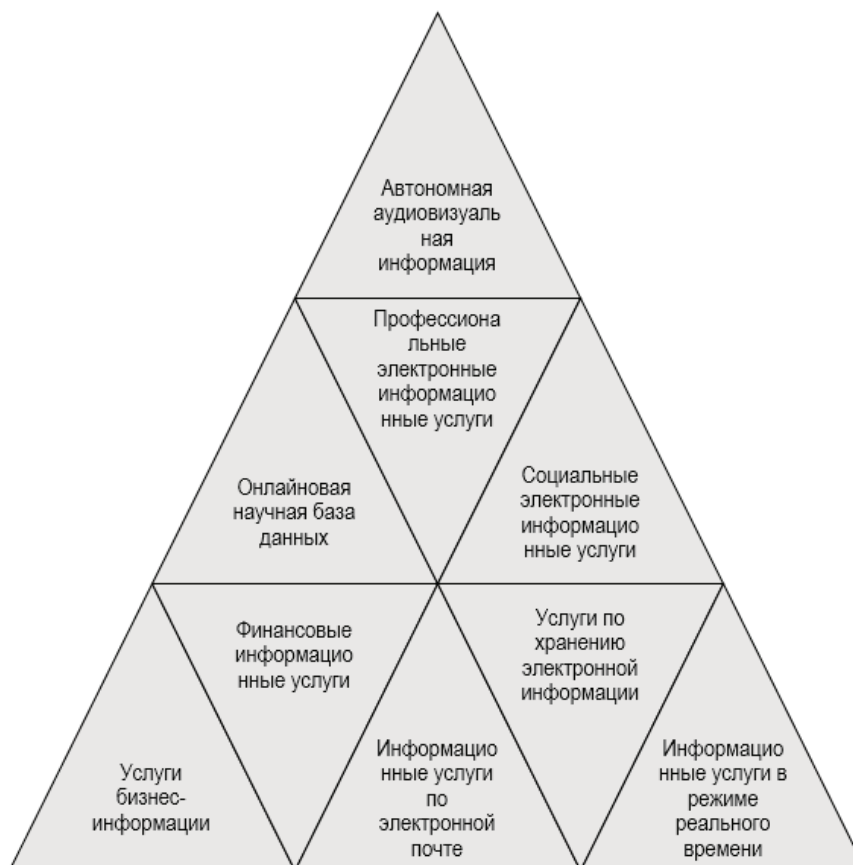 Автономная
аудиовизуаль
ная
информация
Профессиона
льные
электронные
информацио
нные услуги
Онлайновая
научная база
данных
Социальные
электронные
информацио
нные услуги
Финансовые
информацио
нные услуги
Услуги по
хранению
электронной
информации
Услуги
бизнес-
информации
Информацио
нные услуги
по
электронной
почте
Информацио
нные услуги в
режиме
реального
времени